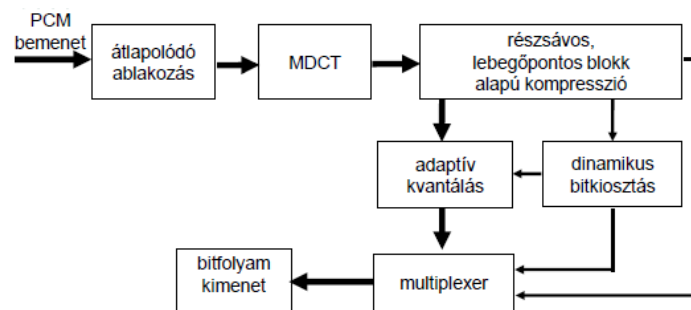 PCM
bemenet
átlapolódó
ablakozás
MDCT
részsávos,
lebegőpontos blokk
alapú kompresszió
adaptív
kvantálás
dinamikus
bitkiosztás
bitfolyam
kimenet
multiplexer